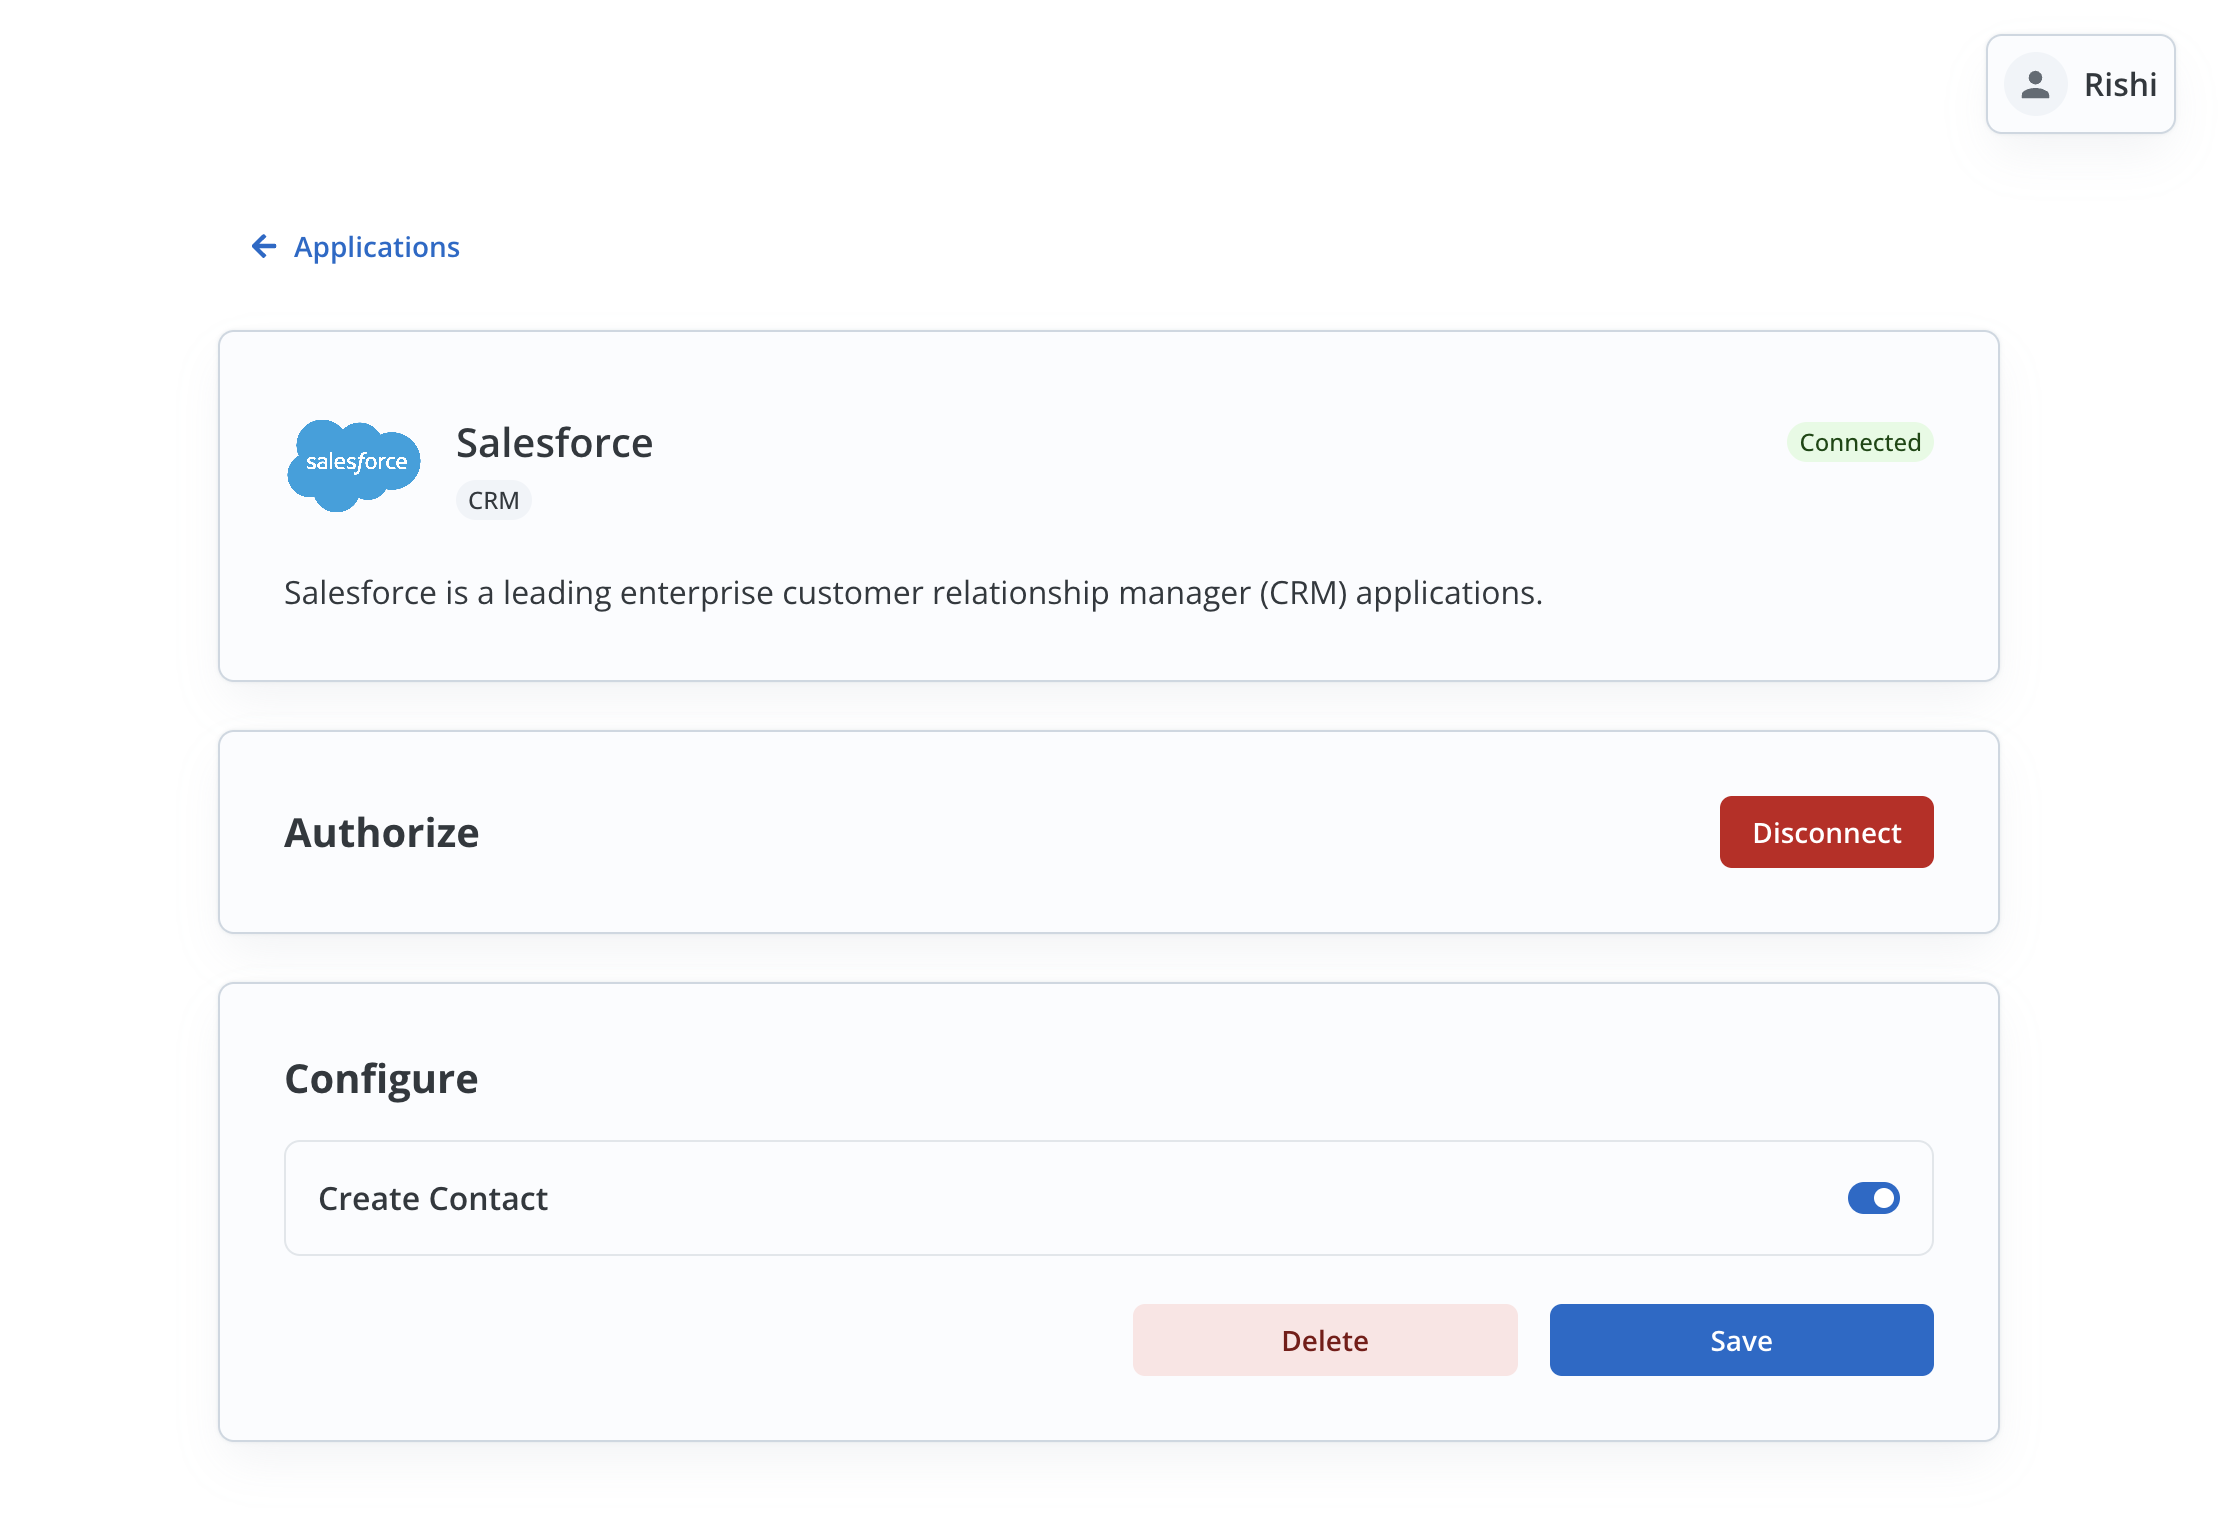 Rishi
Applications
salesforce
Salesforce
Connected
CRM
Salesforce is a leading enterprise customer relationship manager (CRM) applications.
Authorize
Disconnect
Configure
Create Contact
Delete
Save